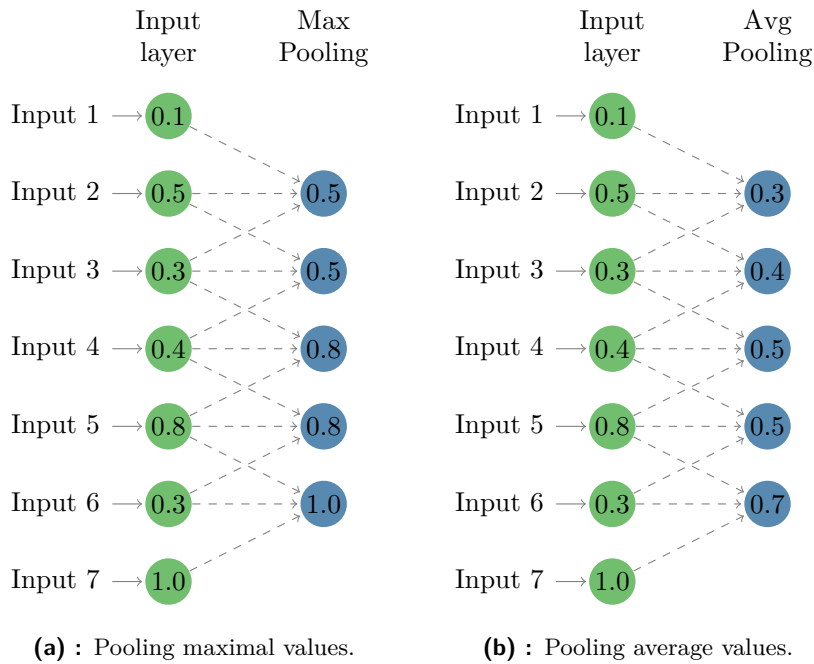 Input
layer
Max
Pooling
Input 1
0.1
Input 2
0.5
0.5
Input 3
0.3
0.5
Input 4
0.4
0.8
Input 5
0.8
0.8
Input 6
0.3
1.0
Input 7
1.0
(a) : Pooling maximal values.
Input
layer
Avg
Pooling
Input 1
0.1
Input 2
0.5
0.3
Input 3
0.3
0.4
Input 4
0.4
0.5
Input 5
0.8
0.5
Input 6
0.3
0.7
Input 7
1.0
(b) : Pooling average values.